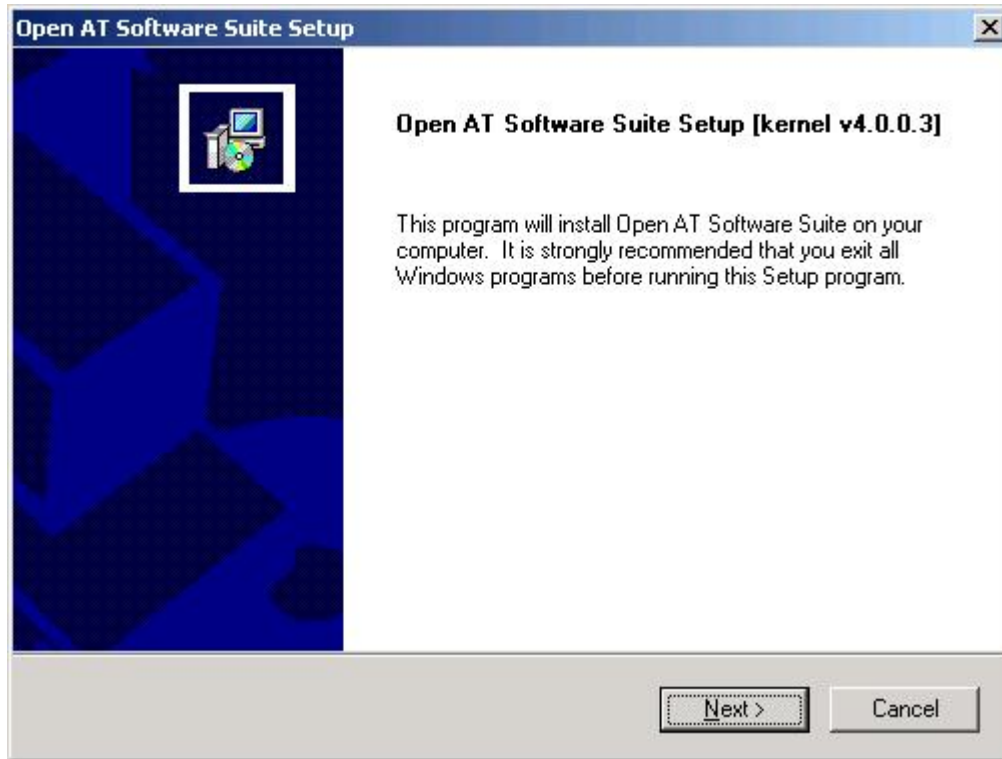 Open AT Software Suite Setup
Open AT Software Suite Setup [kernel v4.0.0.3]
This program will install Open AT Software Suite on your
computer.  It is strongly recommended that you exit all
Windows programs before running this Setup program.
Next >
Cancel